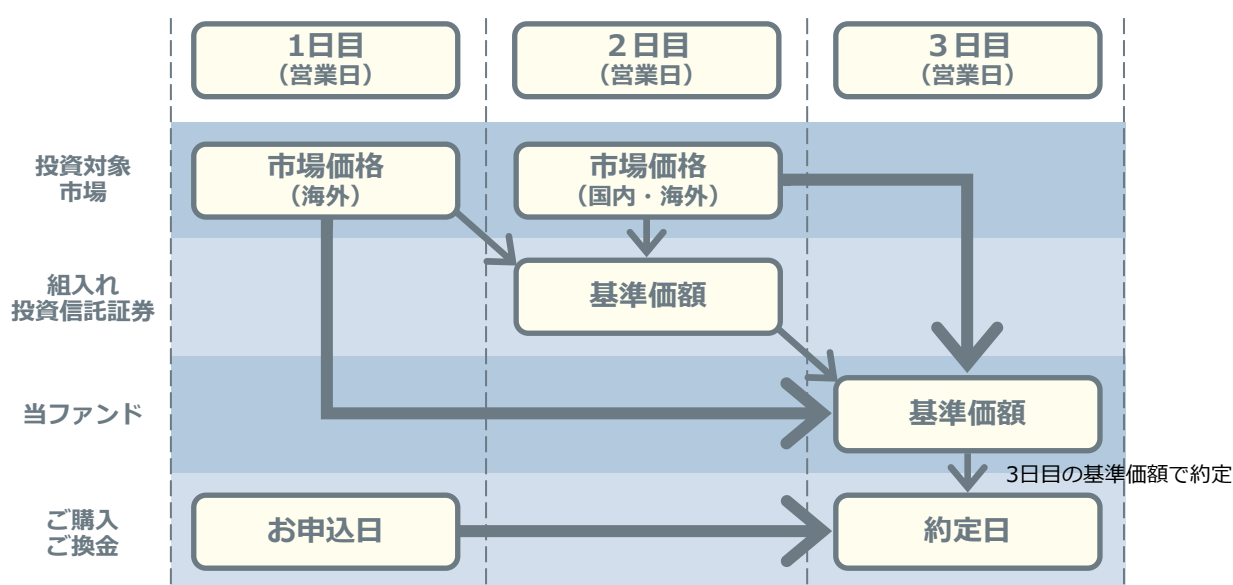 1日目
（営業日）
２日目
（営業日）
３日目
（営業日）
投資対象
市場
市場価格
（海外）
市場価格
（国内・海外）
組入れ
投資信託証券
基準価額
当ファンド
基準価額
3日目の基準価額で約定
ご購入
ご換金
お申込日
約定日